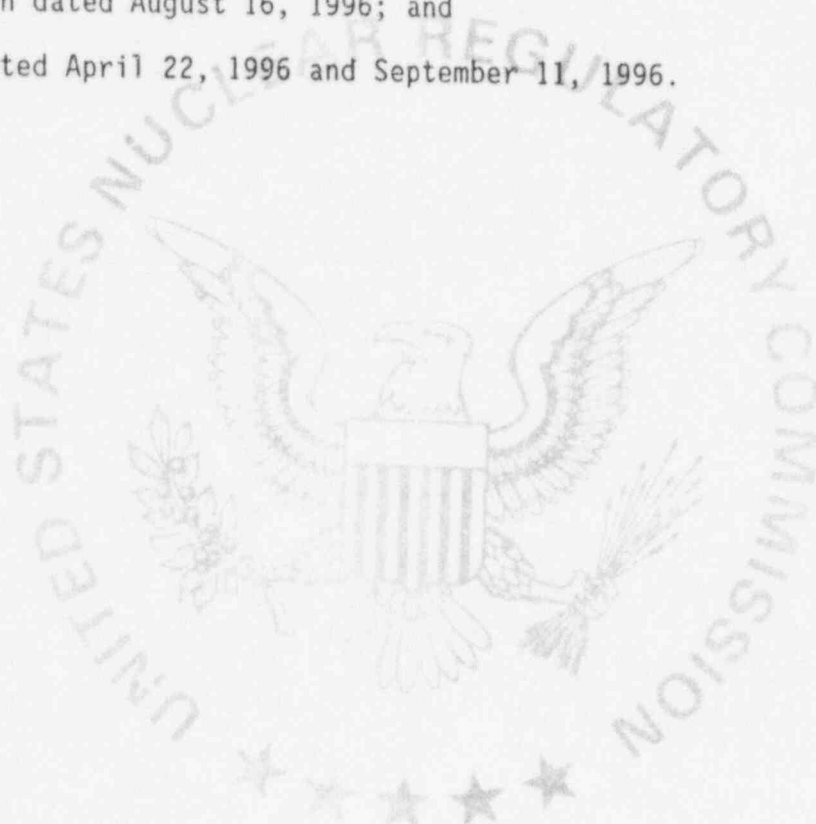 dated August 16, 1996; and
ted April 22, 1996 and September 11, 1996.
UNITED STATES NUCLEAR REGULATORY COMMISSION